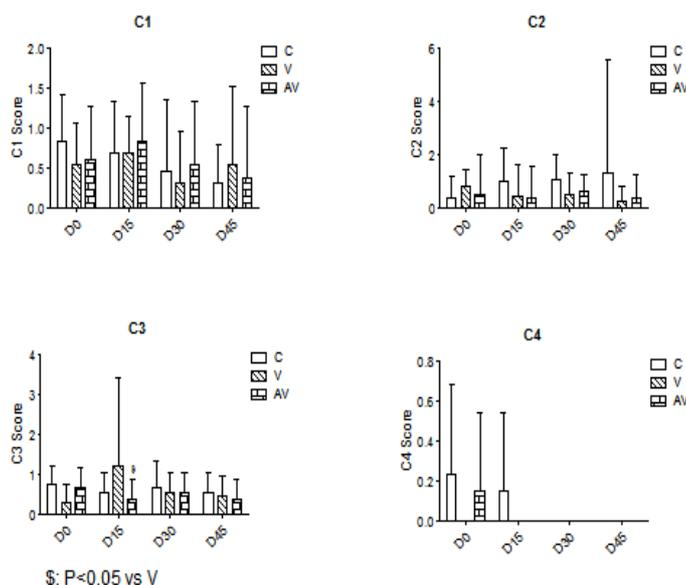 C1
2.0
1.5
1.0
0.5
0.0
C1 Score
D0 D15 D30 D45
C
V
AV
C2
6
4
2
0
C2 Score
D0 D15 D30 D45
C
V
AV
C3
4
3
2
1
0
C3 Score
$
D0 D15 D30 D45
C
V
AV
C4
0.8
0.6
0.4
0.2
0.0
C4 Score
D0 D15 D30 D45
C
V
AV
$: P<0.05 vs V